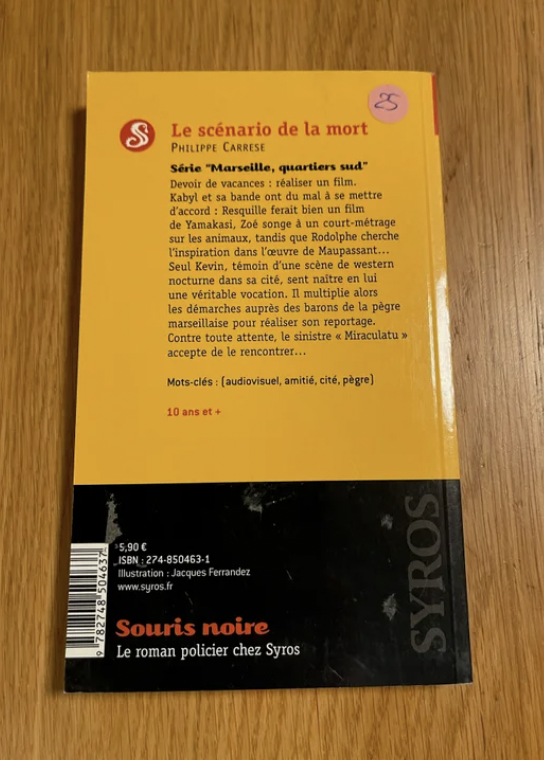 25
S
Le scénario de la mort
PHILIPPE CARRESE
Série "Marseille, quartiers sud"
Devoir de vacances : réaliser un film.
Kabyl et sa bande ont du mal à se mettre
d'accord : Resquille ferait bien un film
de Yamakasi, Zoé songe à un court-métrage
sur les animaux, tandis que Rodolphe cherche
l'inspiration dans l'œuvre de Maupassant...
Seul Kevin, témoin d'une scène de western
nocturne dans sa cité, sent naître en lui
une véritable vocation. Il multiplie alors
les démarches auprès des barons de la pègre
marseillaise pour réaliser son reportage.
Contre toute attente, le sinistre « Miraculatu »
accepte de le rencontrer...
Mots-clés : (audiovisuel, amitié, cité, pègre)
10 ans et +
5,90 €
ISBN : 274-850463-1
Illustration : Jacques Ferrandez
www.syros.fr
9 782748 504637
Souris noire
Le roman policier chez Syros
SYROS